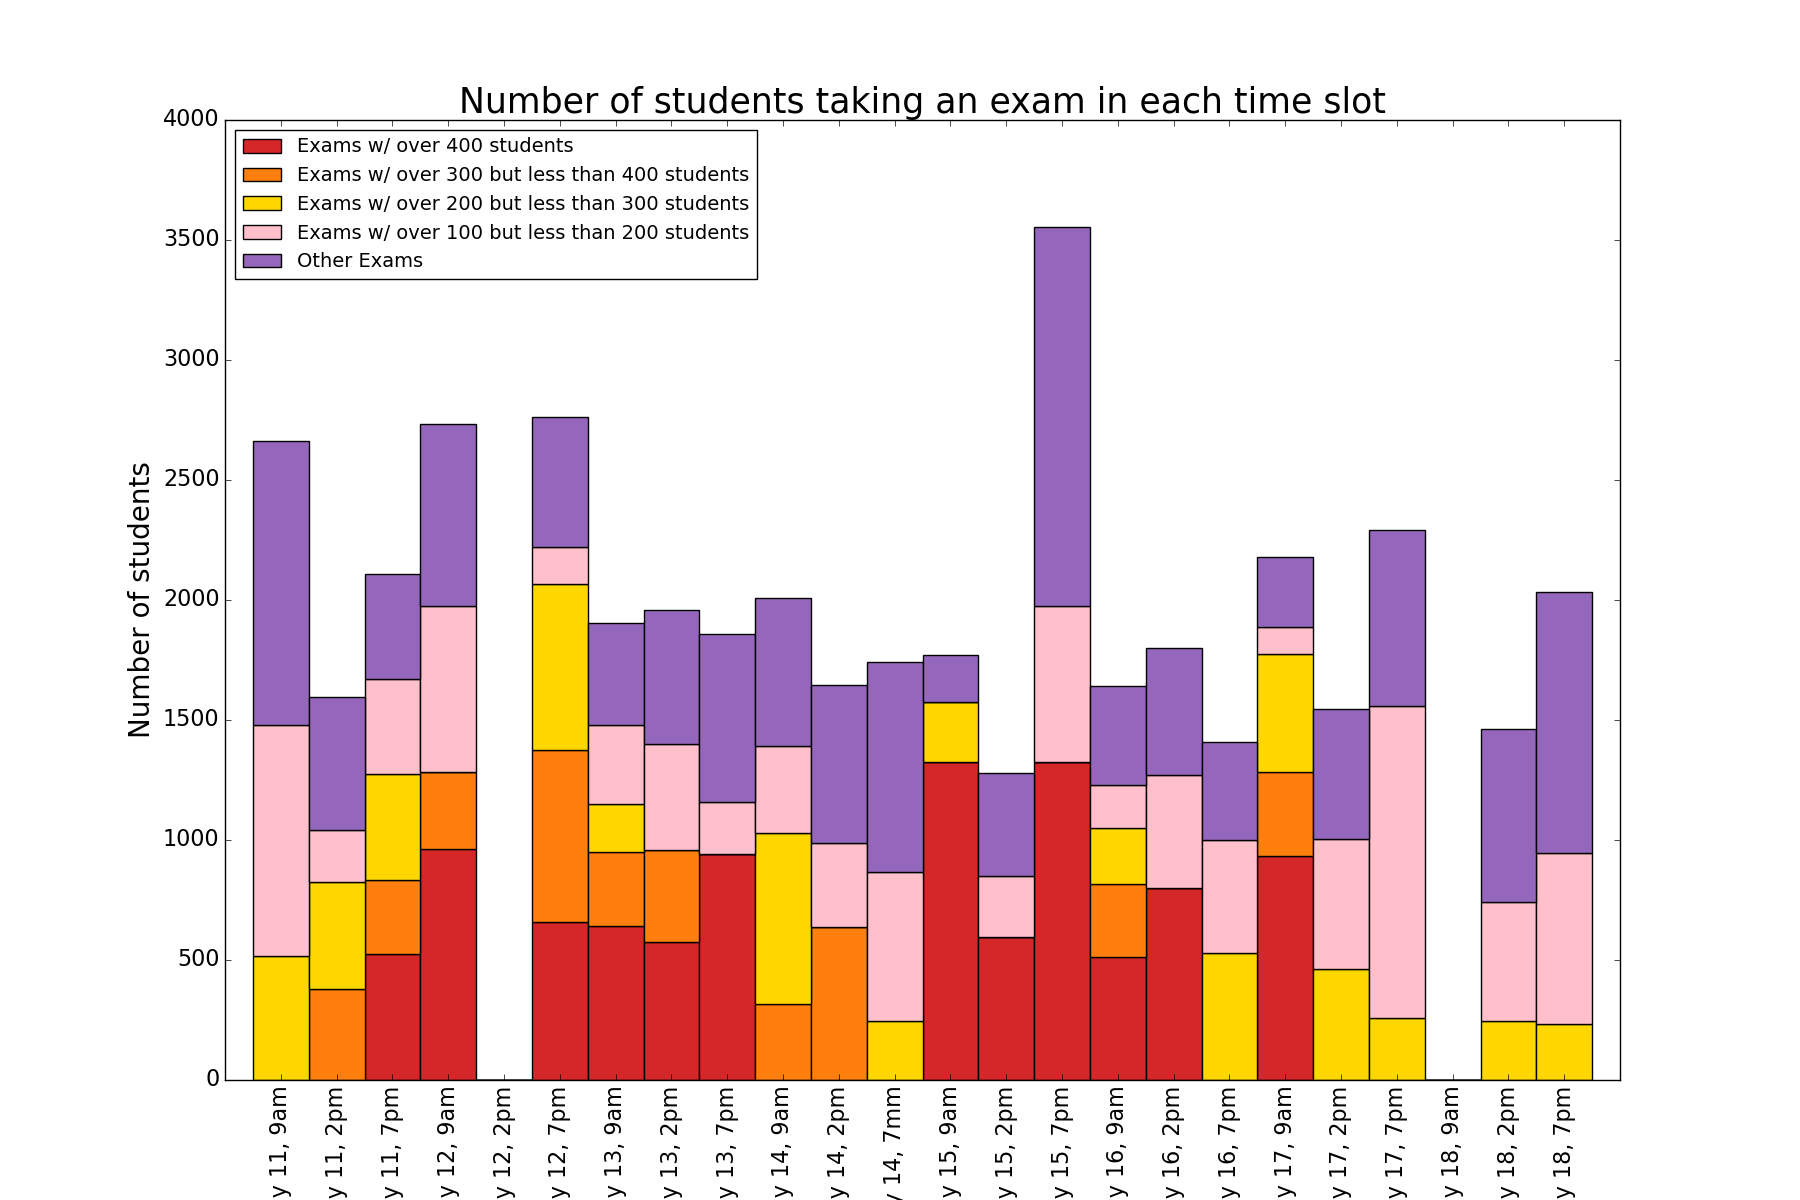 Number of students taking an exam in each time slot
4000
3500
3000
2500
2000
1500
1000
500
0
Number of students
Exams w/ over 400 students
Exams w/ over 300 but less than 400 students
Exams w/ over 200 but less than 300 students
Exams w/ over 100 but less than 200 students
Other Exams
y 11, 9am
y 11, 2pm
y 11, 7pm
y 12, 9am
y 12, 2pm
y 12, 7pm
y 13, 9am
y 13, 2pm
y 13, 7pm
y 14, 9am
y 14, 2pm
y 14, 7mm
y 15, 9am
y 15, 2pm
y 15, 7pm
y 16, 9am
y 16, 2pm
y 16, 7pm
y 17, 9am
y 17, 2pm
y 17, 7pm
y 18, 9am
y 18, 2pm
y 18, 7pm